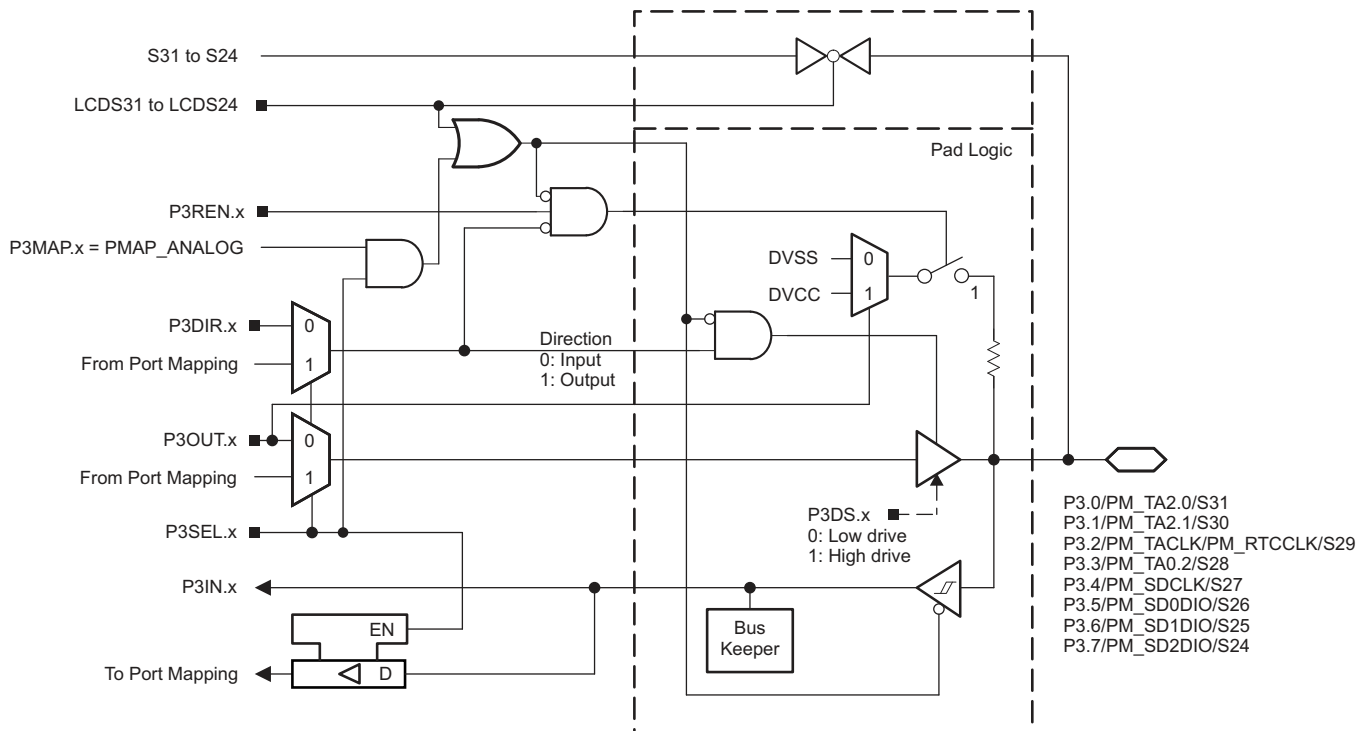 S31 to S24
LCDS31 to LCDS24
Pad Logic
P3REN.x
P3MAP.x = PMAP_ANALOG
DVSS
0
DVCC
1
1
P3DIR.x
0
From Port Mapping
1
Direction
0: Input
1: Output
P3OUT.x
0
From Port Mapping
1
P3SEL.x
P3DS.x
0: Low drive
1: High drive
P3.0/PM_TA2.0/S31
P3.1/PM_TA2.1/S30
P3.2/PM_TACLK/PM_RTCCLK/S29
P3.3/PM_TA0.2/S28
P3.4/PM_SDCLK/S27
P3.5/PM_SD0DIO/S26
P3.6/PM_SD1DIO/S25
P3.7/PM_SD2DIO/S24
P3IN.x
EN
Bus
Keeper
To Port Mapping
D